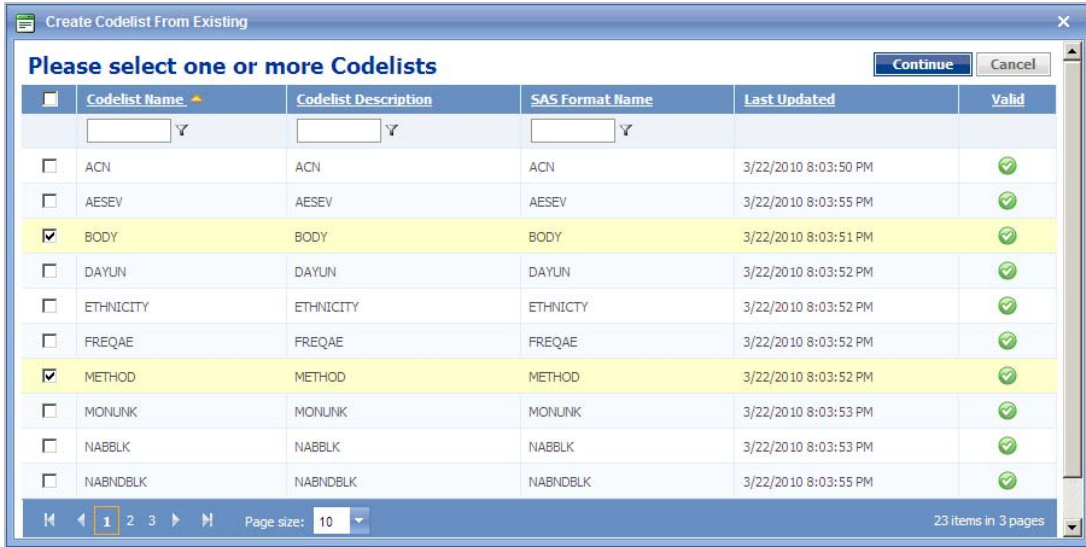 Create Codelist From Existing
Please select one or more Codelists
Continue Cancel
Codelist Name Codelist Description SAS Format Name Last Updated Valid
ACN ACN ACN 3/22/2010 8:03:50 PM
AESEV AESEV AESEV 3/22/2010 8:03:55 PM
BODY BODY BODY 3/22/2010 8:03:51 PM
DAYUN DAYUN DAYUN 3/22/2010 8:03:52 PM
ETHNICITY ETHNICITY ETHNICTY 3/22/2010 8:03:52 PM
FREQAE FREQAE FREQAE 3/22/2010 8:03:52 PM
METHOD METHOD METHOD 3/22/2010 8:03:52 PM
MONUNK MONUNK MONUNK 3/22/2010 8:03:53 PM
NABBLK NABBLK NABBLK 3/22/2010 8:03:53 PM
NABNDBLK NABNDBLK NABNDBLK 3/22/2010 8:03:55 PM
1 2 3 Page size: 10 23 items in 3 pages